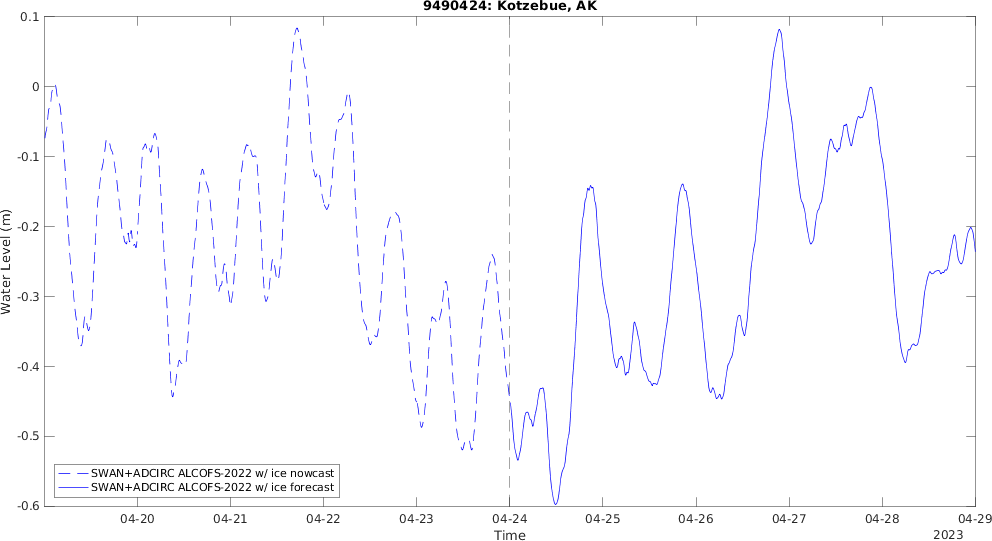 9490424: Kotzebue, AK
0.1
0
-0.1
-0.2
-0.3
-0.4
-0.5
-0.6
Water Level (m)
SWAN+ADCIRC ALCOFS-2022 w/ ice nowcast
SWAN+ADCIRC ALCOFS-2022 w/ ice forecast
04-20 04-21 04-22 04-23 04-24 04-25 04-26 04-27 04-28 04-29
Time
2023